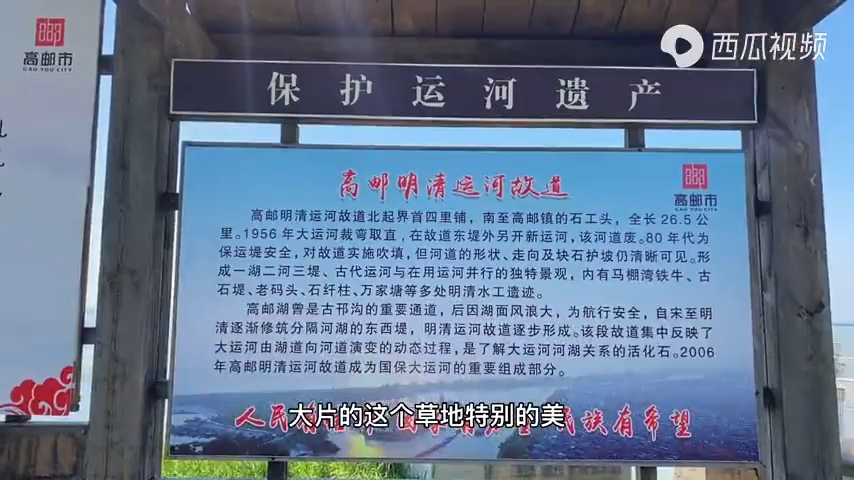 高邮市
GAO YOU CITY
西瓜视频
保护运河遗产
高邮明清运河故道
高邮市
高邮明清运河故道北起界首四里铺，南至高邮镇的石工头，全长26.5公
里。1956年大运河裁弯取直，在故道东堤外另开新运河，该河道废。80年代为
保运堤安全，对故道实施吹填，但河道的形状、走向及块石护坡仍清晰可见。形
成一湖二河三堤、古代运河与在用运河并行的独特景观，内有马棚湾铁牛、古
石堤、老码头、石纤柱、万家塘等多处明清水工遗迹。
高邮湖曾是古邗沟的重要通道，后因湖面风浪大，为航行安全，自宋至明
清逐渐修筑分隔河湖的东西堤，明清运河故道逐步形成。该段故道集中反映了
大运河由湖道向河道演变的动态过程，是了解大运河河湖关系的活化石。2006
年高邮明清运河故道成为国保大运河的重要组成部分。
人民有
民族有希望
大片的这个草地特别的美